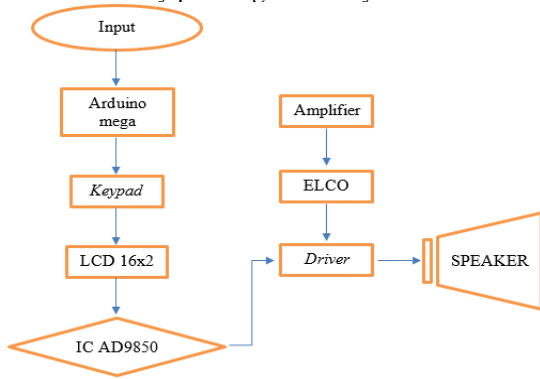 Input
Arduino
mega
Keypad
LCD 16x2
IC AD9850
Amplifier
ELCO
Driver
SPEAKER